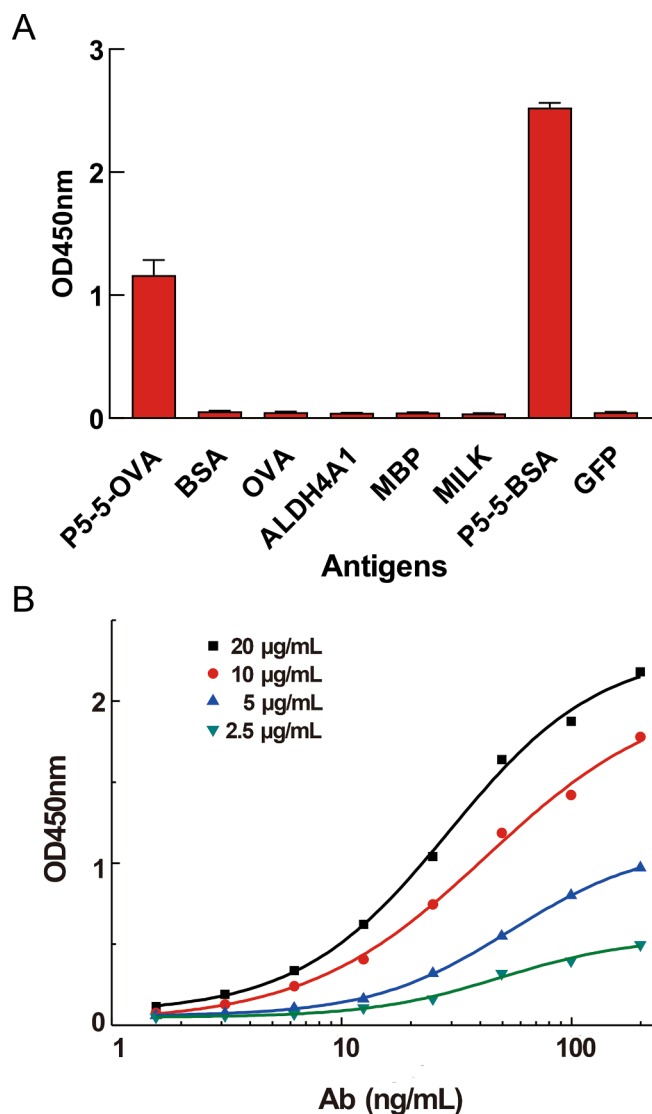 A
OD450nm
3
2
1
0
P5-5-OVA
BSA
OVA
ALDH4A1
MBP
MILK
P5-5-BSA
GFP
Antigens
B
OD450nm
20 µg/mL
10 µg/mL
5 µg/mL
2.5 µg/mL
2
1
0
1
10
100
Ab (ng/mL)